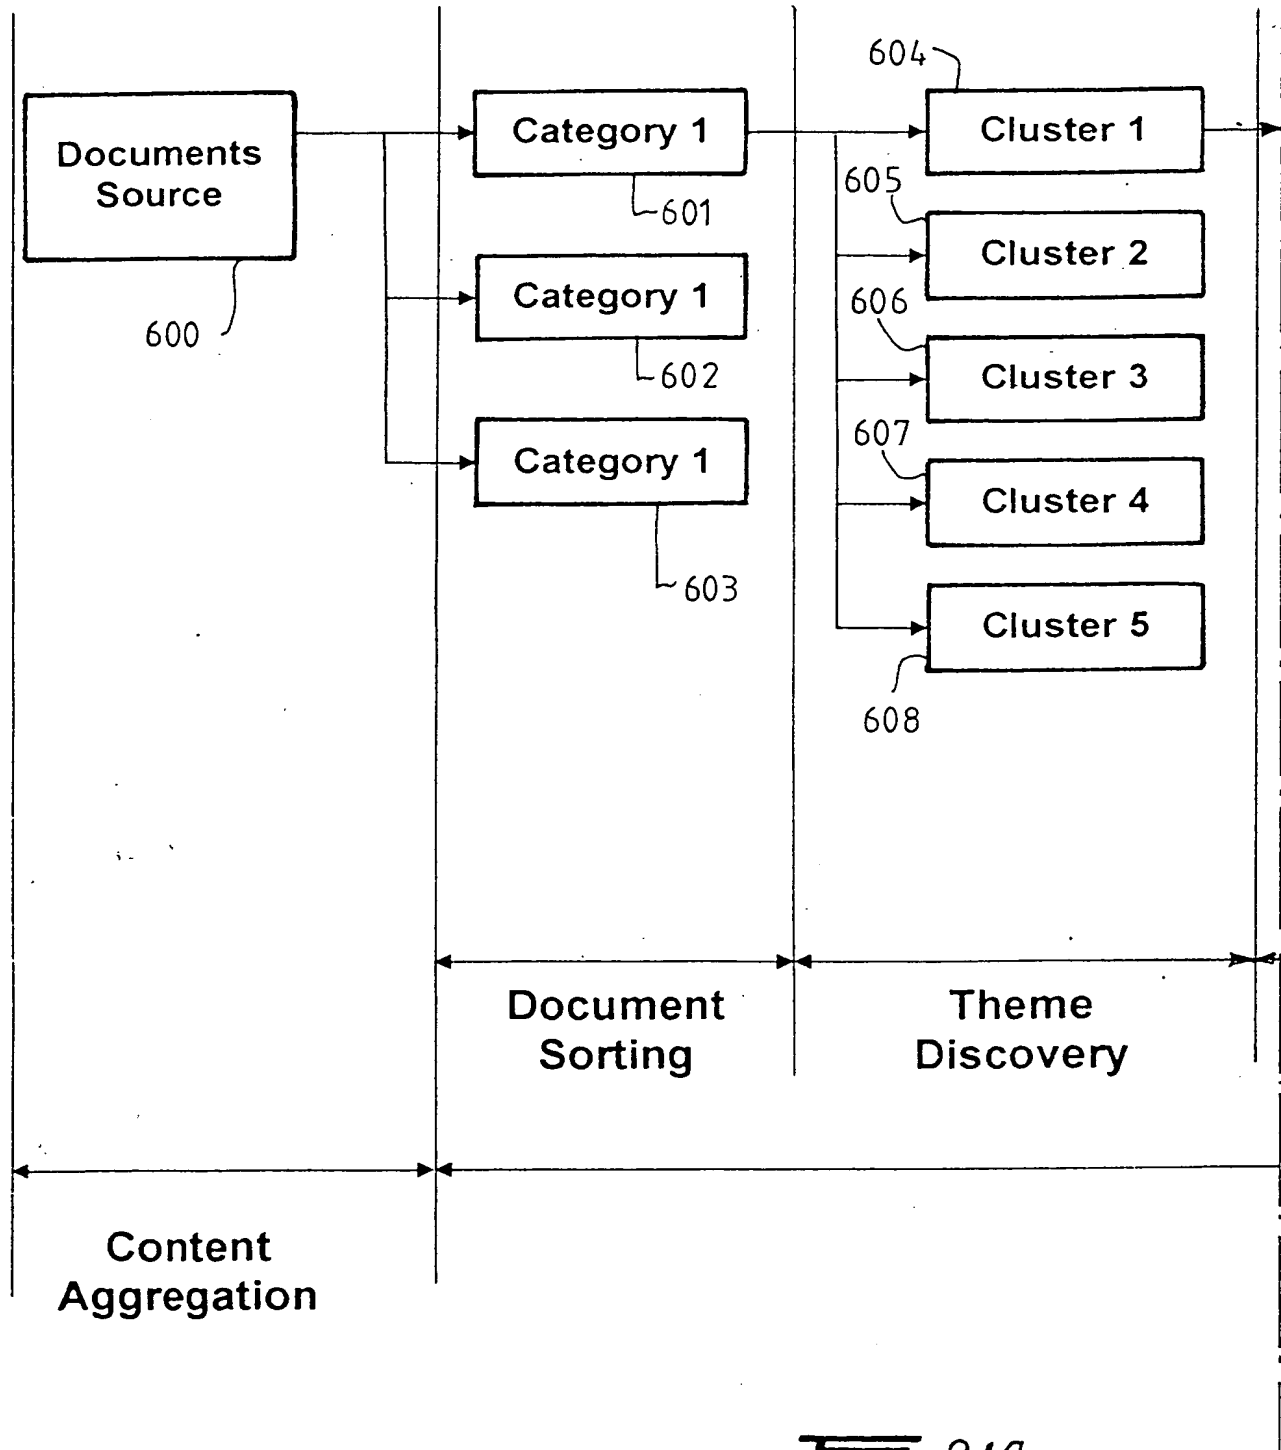 604
Documents
Source
Category 1
Cluster 1
601
605
Cluster 2
600
Category 1
606
602
Cluster 3
Category 1
607
Cluster 4
603
Cluster 5
608
Document
Sorting
Theme
Discovery
Content
Aggregation